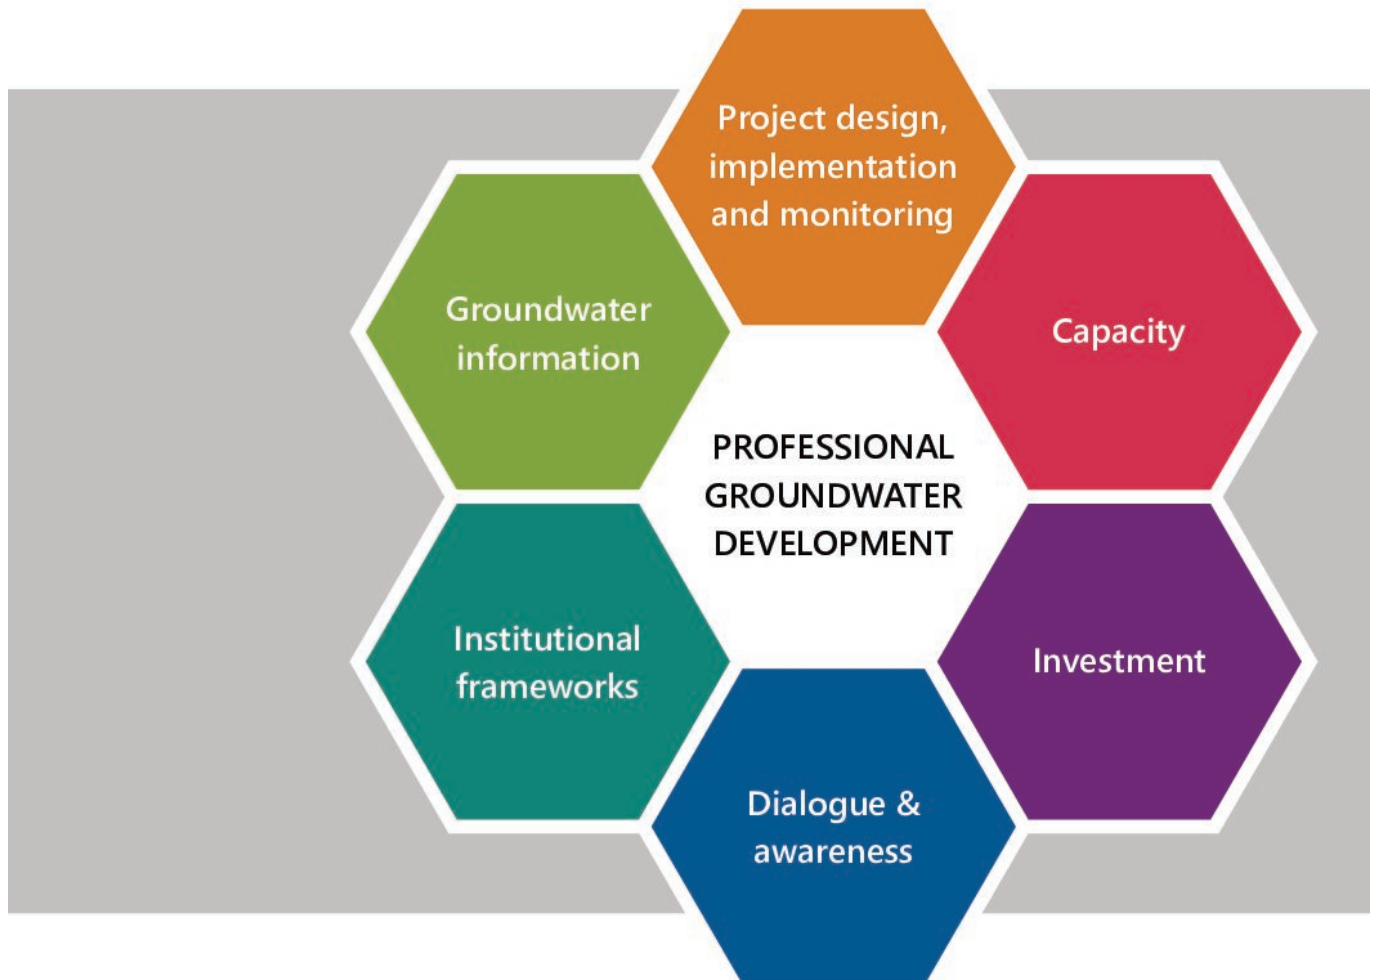 Project design,
implementation
and monitoring
Groundwater
information
Capacity
PROFESSIONAL
GROUNDWATER
DEVELOPMENT
Institutional
frameworks
Investment
Dialogue &
awareness